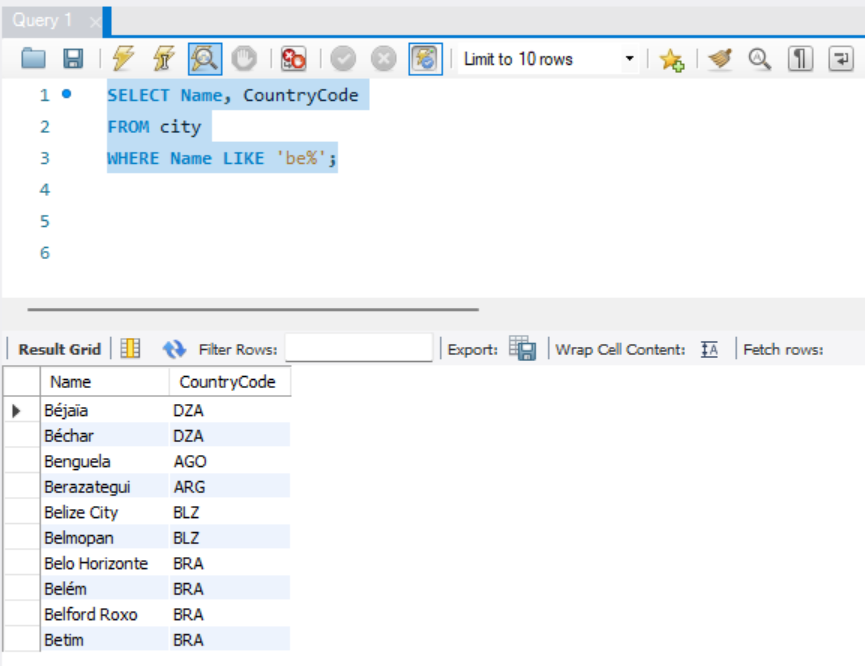 Query 1
Limit to 10 rows
1 SELECT Name, CountryCode
2 FROM city
3 WHERE Name LIKE 'be%';
4
5
6
Result Grid Filter Rows: Export: Wrap Cell Content: Fetch rows:
Name CountryCode
Béjaïa DZA
Béchar DZA
Benguela AGO
Berazategui ARG
Belize City BLZ
Belmopan BLZ
Belo Horizonte BRA
Belém BRA
Belford Roxo BRA
Betim BRA